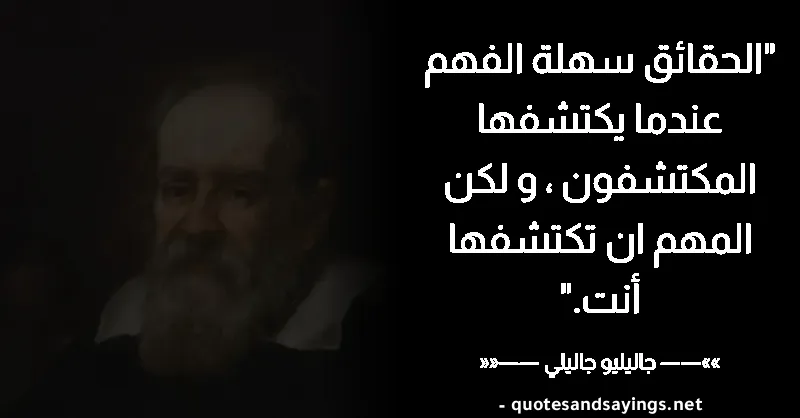 "الحقائق سهلة الفهم
عندما يكتشفها
المكتشفون ، و لكن
المهم ان تكتشفها
أنت."
»»—— جاليليو جاليلي ——««
- quotesandsayings.net